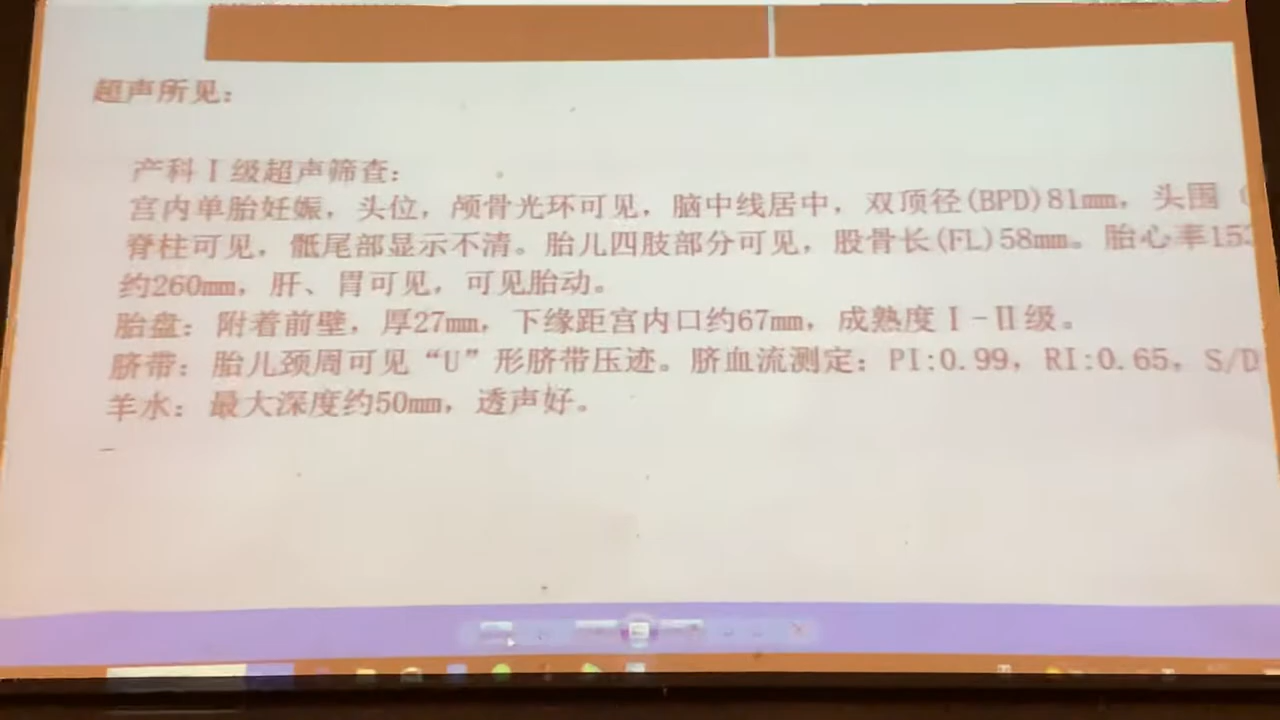 超声所见：
产科Ⅰ级超声筛查：
宫内单胎妊娠，头位，颅骨光环可见，脑中线居中，双顶径(BPD)81mm，头围（
脊柱可见，骶尾部显示不清。胎儿四肢部分可见，股骨长(FL)58mm。胎心率153
约260mm，肝、胃可见，可见胎动。
胎盘：附着前壁，厚27mm，下缘距宫内口约67mm，成熟度Ⅰ-Ⅱ级。
脐带：胎儿颈周可见“U”形脐带压迹。脐血流测定：PI:0.99，RI:0.65，S/D
羊水：最大深度约50mm，透声好。